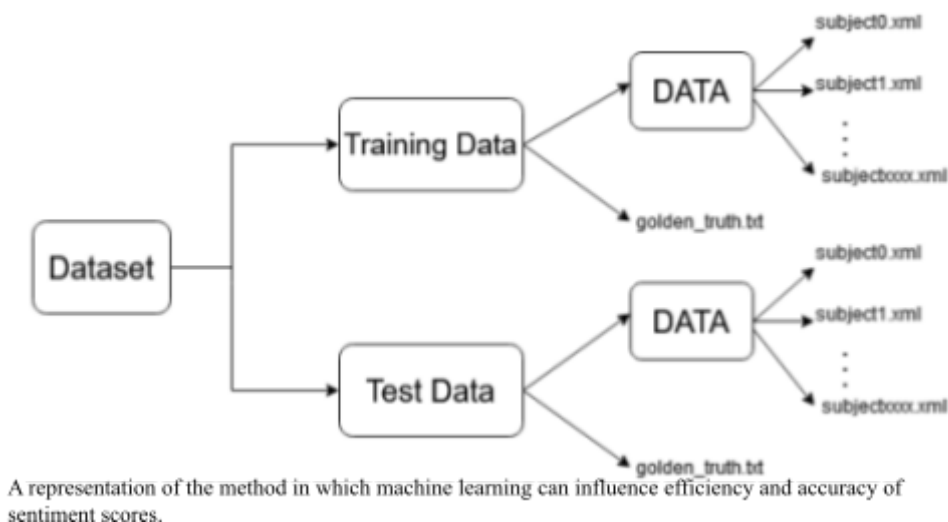 subject0.xml
DATA
subject1.xml
Training Data
subjectxxxx.xml
golden_truth.txt
Dataset
subject0.xml
DATA
subject1.xml
Test Data
subjectxxxx.xml
golden_truth.txt
A representation of the method in which machine learning can influence efficiency and accuracy of
sentiment scores.